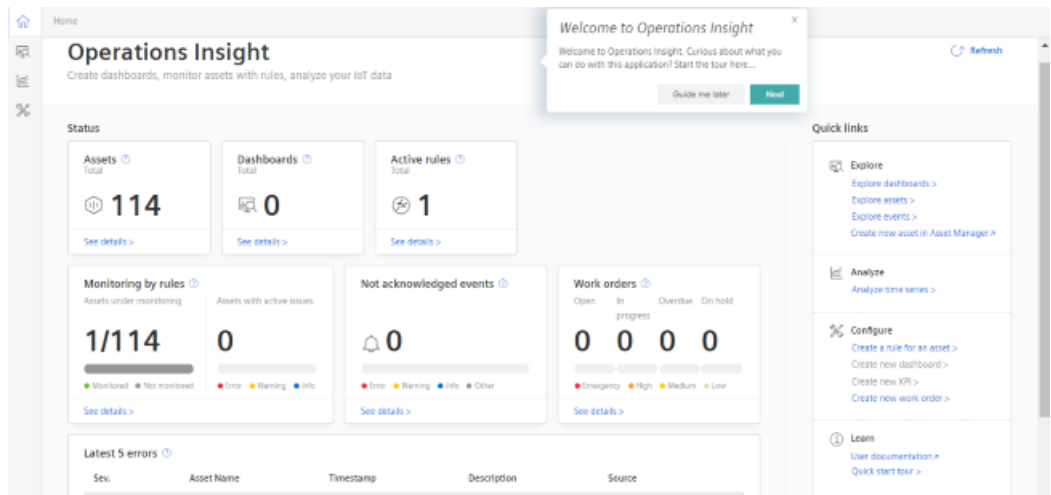 Home
Welcome to Operations Insight
x
Welcome to Operations Insight. Curious about what you
can do with this application? Start the tour here...
Guide me later
Next
Operations Insight
Create dashboards, monitor assets with rules, analyze your IoT data
Refresh
Status
Assets
Total
114
See details >
Dashboards
Total
0
See details >
Active rules
Total
1
See details >
Monitoring by rules
Assets under monitoring
1/114
Monitored Not monitored
Assets with active issues
0
Error Warning Info
See details >
Not acknowledged events
0
Error Warning Info Other
See details >
Work orders
Open In progress Overdue On hold
0 0 0 0
Emergency High Medium Low
See details >
Latest 5 errors
Sev. Asset Name Timestamp Description Source
Quick links
Explore
Explore dashboards >
Explore assets >
Explore events >
Create new asset in Asset Manager
Analyze
Analyze time series >
Configure
Create a rule for an asset >
Create new dashboard >
Create new KPI >
Create new work order >
Learn
User documentation
Quick start tour >